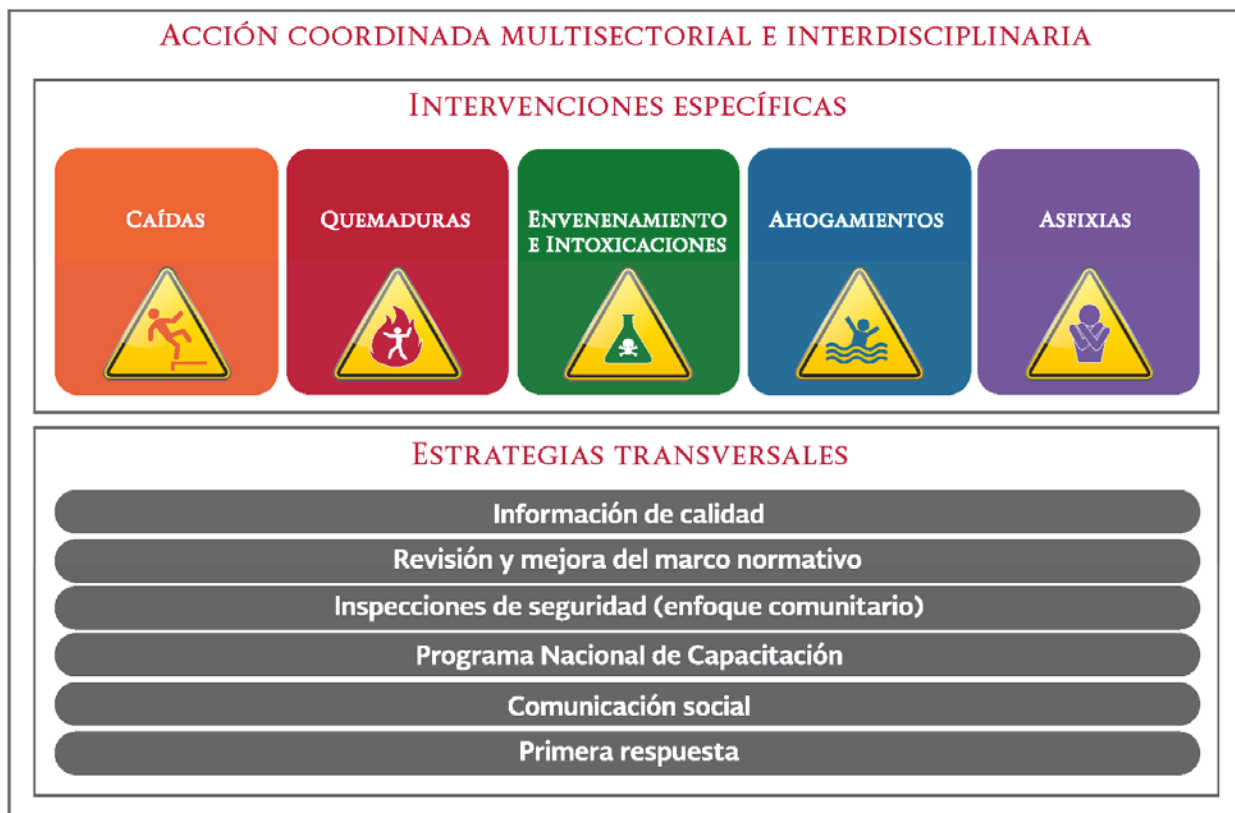 ACCIÓN COORDINADA MULTISECTORIAL E INTERDISCIPLINARIA
INTERVENCIONES ESPECÍFICAS
CAÍDAS
QUEMADURAS
ENVENENAMIENTO
E INTOXICACIONES
AHOGAMIENTOS
ASFIXIAS
ESTRATEGIAS TRANSVERSALES
Información de calidad
Revisión y mejora del marco normativo
Inspecciones de seguridad (enfoque comunitario)
Programa Nacional de Capacitación
Comunicación social
Primera respuesta